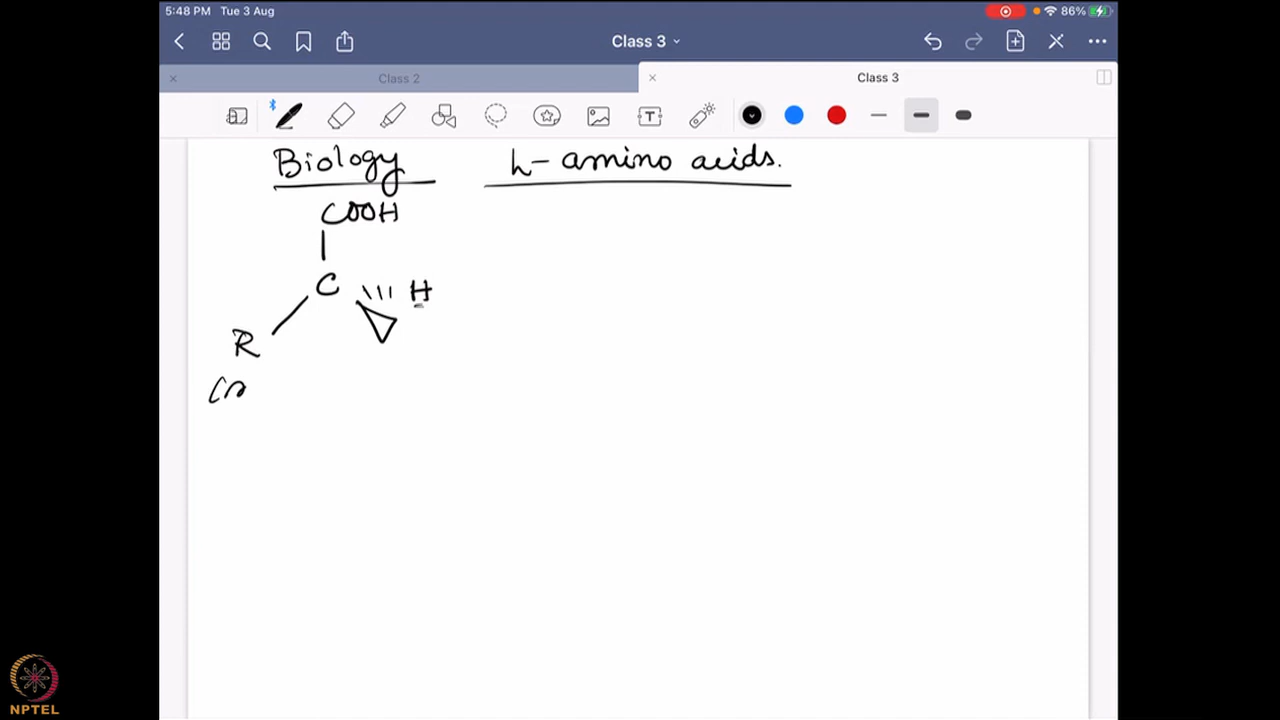 5:48 PM Tue 3 Aug
86%
Class 3
Class 2
Class 3
T
Biology L- amino acids.
COOH
C H
R
NPTEL